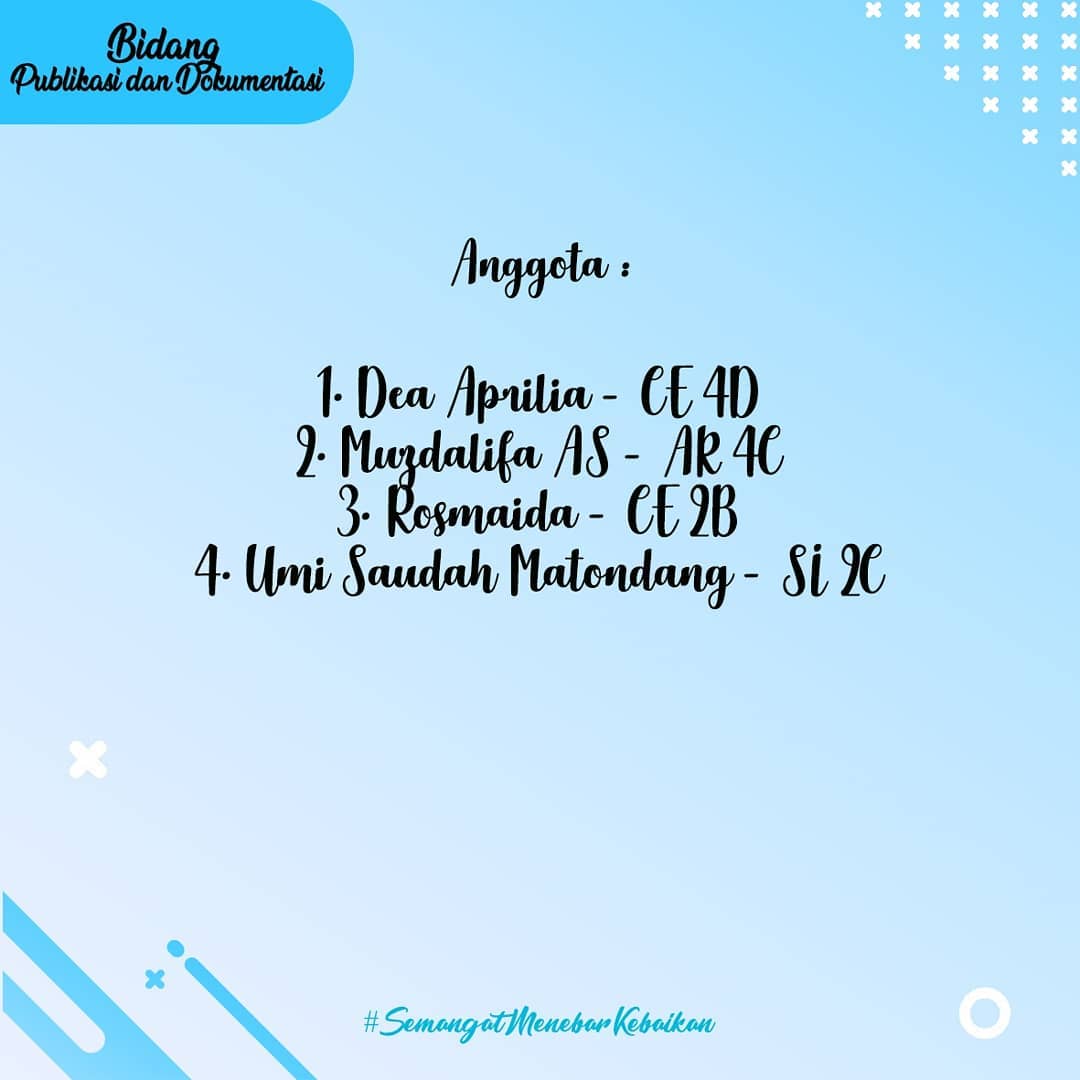 Bidang
Publikasi dan Dokumentasi
Anggota :
1. Dea Aprilia - CE 4D
2. Muzdalifa AS - AR 4C
3. Rosmaida - CE 2B
4. Umi Saudah Matondang - SI 2C
#SemangatMenebarKebaikan